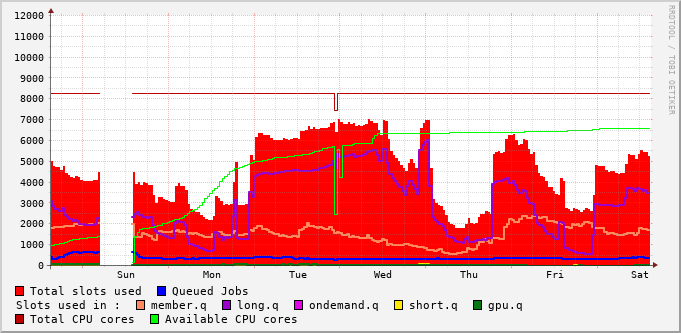 12000
11000
10000
9000
8000
7000
6000
5000
4000
3000
2000
1000
0
Sun Mon Tue Wed Thu Fri Sat
Total slots used Queued Jobs
Slots used in : member.q long.q ondemand.q short.q gpu.q
Total CPU cores Available CPU cores
RRDTOOL / TOBI OETIKER